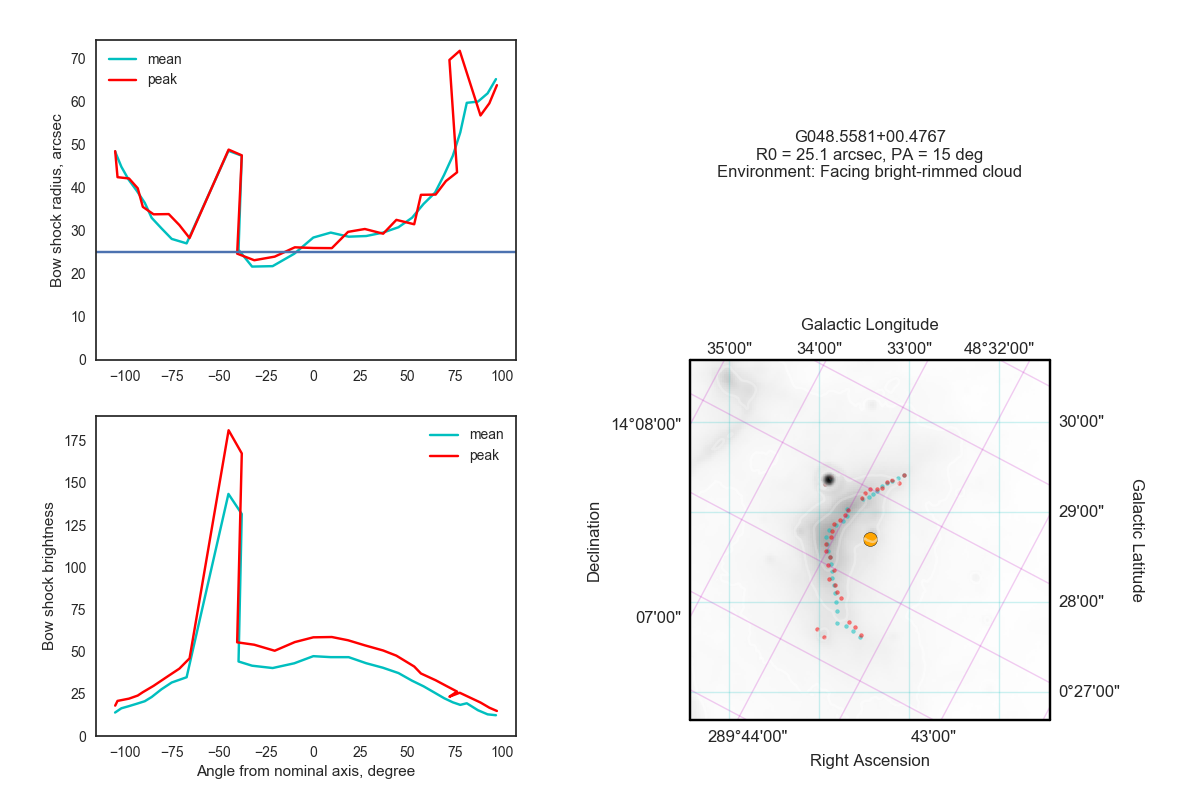 mean
peak
70
60
50
40
30
20
10
0
Bow shock radius, arcsec
−100 −75 −50 −25 0 25 50 75 100
G048.5581+00.4767
R0 = 25.1 arcsec, PA = 15 deg
Environment: Facing bright-rimmed cloud
mean
peak
175
150
125
100
75
50
25
0
Bow shock brightness
−100 −75 −50 −25 0 25 50 75 100
Angle from nominal axis, degree
Galactic Longitude
35'00" 34'00" 33'00" 48°32'00"
14°08'00"
07'00"
Declination
30'00"
29'00"
28'00"
0°27'00"
Galactic Latitude
289°44'00" 43'00"
Right Ascension